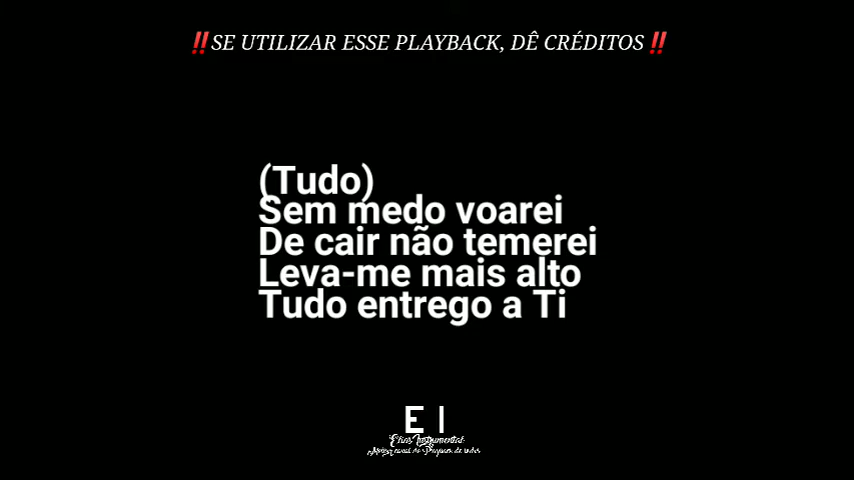 ‼️SE UTILIZAR ESSE PLAYBACK, DÊ CRÉDITOS‼️
(Tudo)
Sem medo voarei
De cair não temerei
Leva-me mais alto
Tudo entrego a Ti
E I